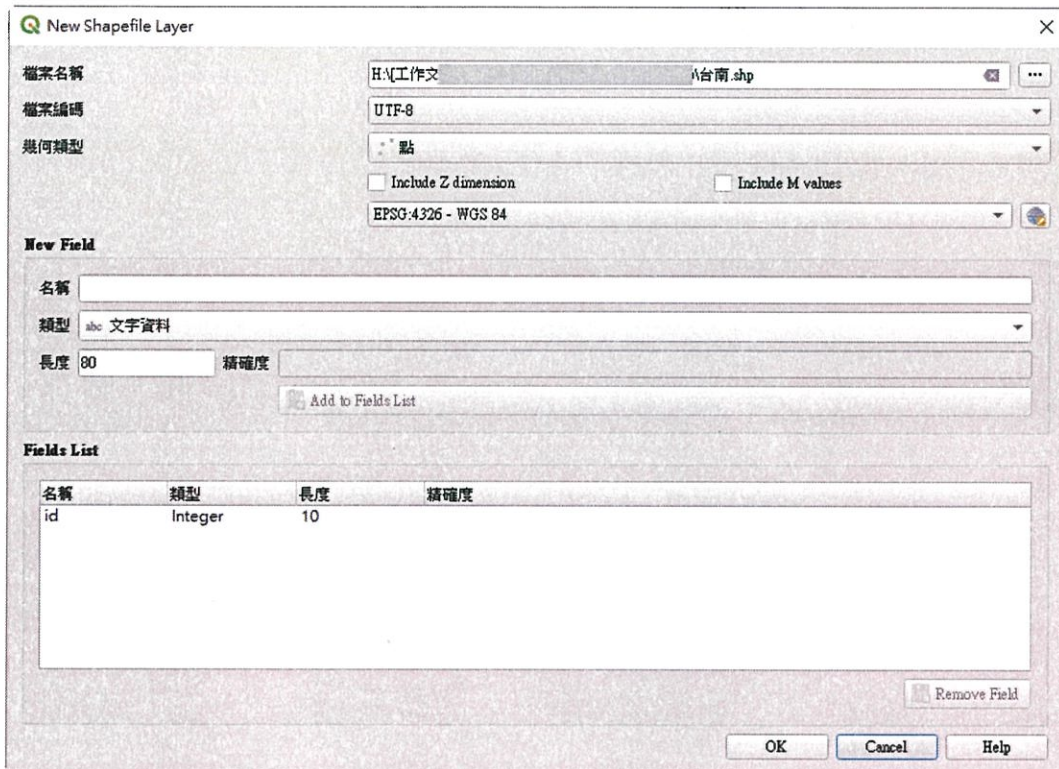 New Shapefile Layer
檔案名稱 H:\[工作文 \台南.shp ...
檔案編碼 UTF-8
幾何類型 點
Include Z dimension Include M values
EPSG:4326 - WGS 84
New Field
名稱
類型 abc 文字資料
長度 80 精確度
Add to Fields List
Fields List
名稱 類型 長度 精確度
id Integer 10
Remove Field
OK Cancel Help